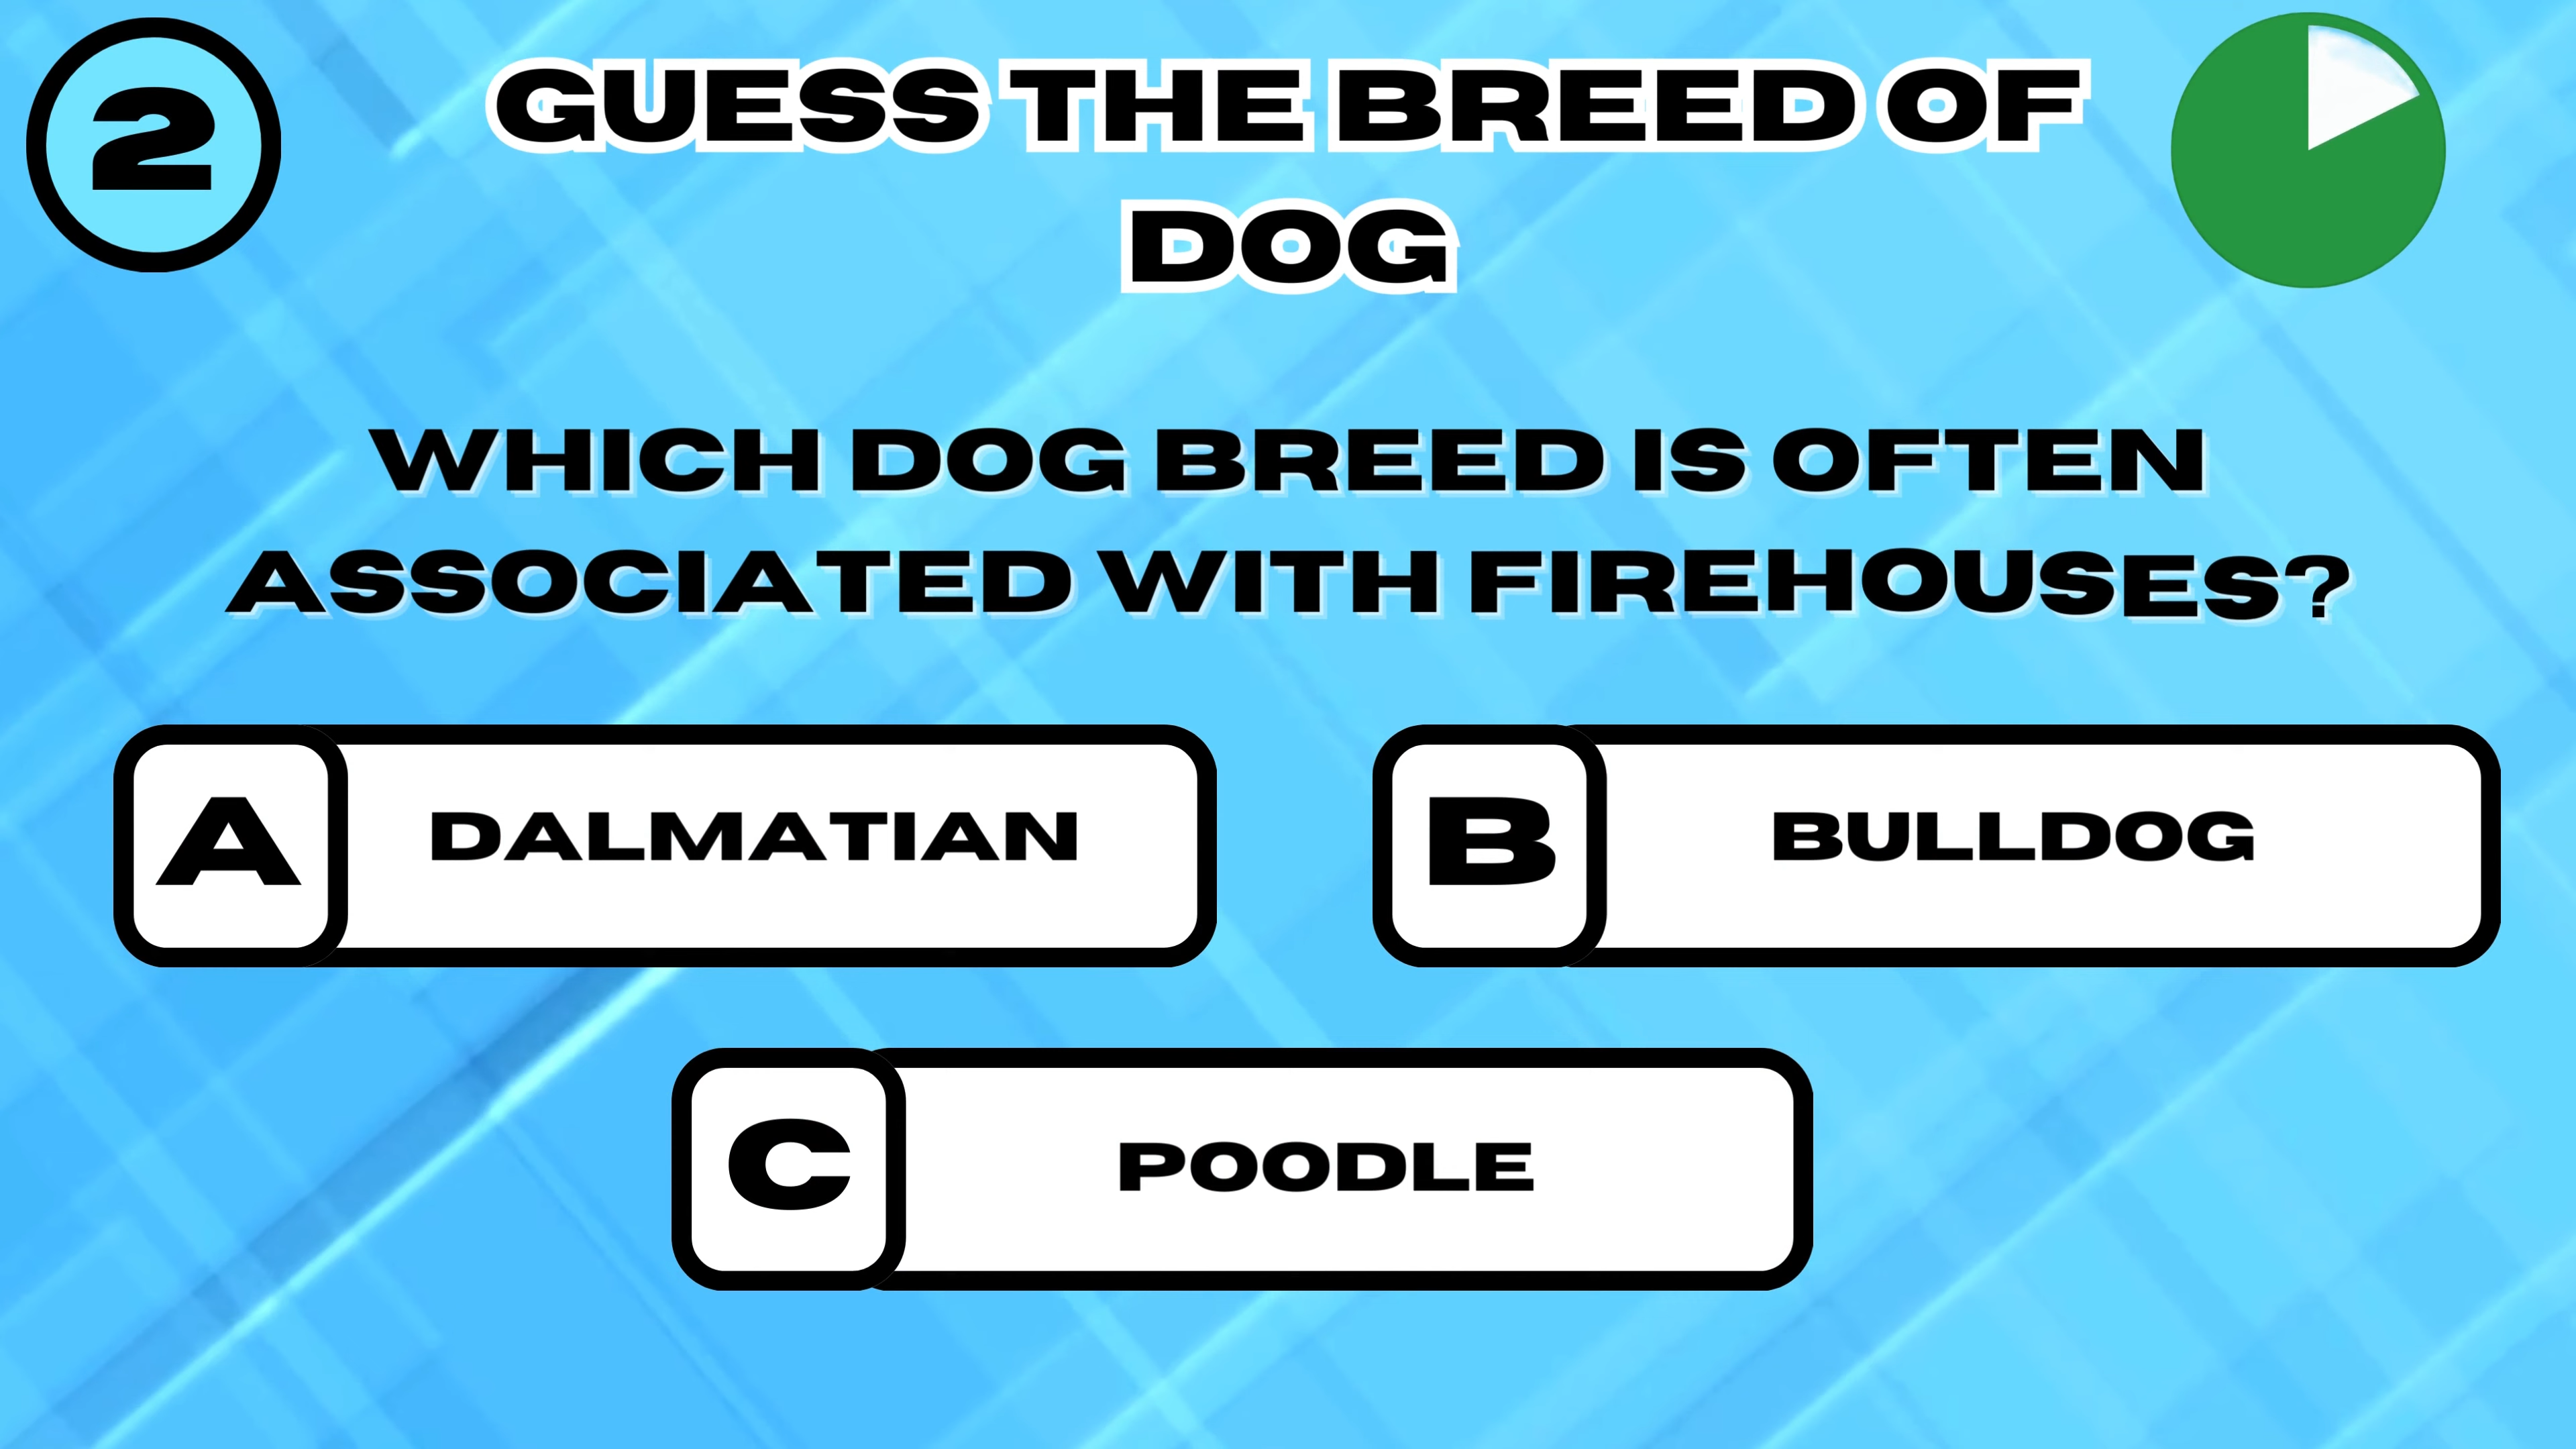 2
GUESS THE BREED OF
DOG
WHICH DOG BREED IS OFTEN
ASSOCIATED WITH FIREHOUSES?
A DALMATIAN
B BULLDOG
C POODLE